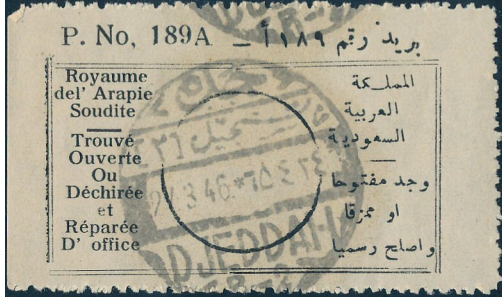 P. No, 189A — بريد رقم ١٨٩ أ
Royaume
del' Arapie
Soudite
Trouvé
Ouverte
Ou
Déchirée
et
Réparée
D' office
المملكة
العربية
السعودية
وجد مفتوحا
او ممزقا
واصلح رسميا
DJEDDAH